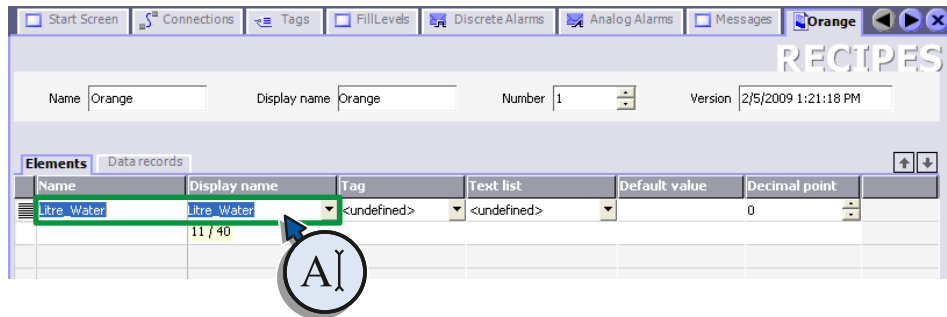 Start Screen Connections Tags FillLevels Discrete Alarms Analog Alarms Messages Orange
RECIPES
Name Orange Display name Orange Number 1 Version 2/5/2009 1:21:18 PM
Elements Data records
Name Display name Tag Text list Default value Decimal point
Litre_Water Litre_Water <undefined> <undefined> 0
11 / 40
A